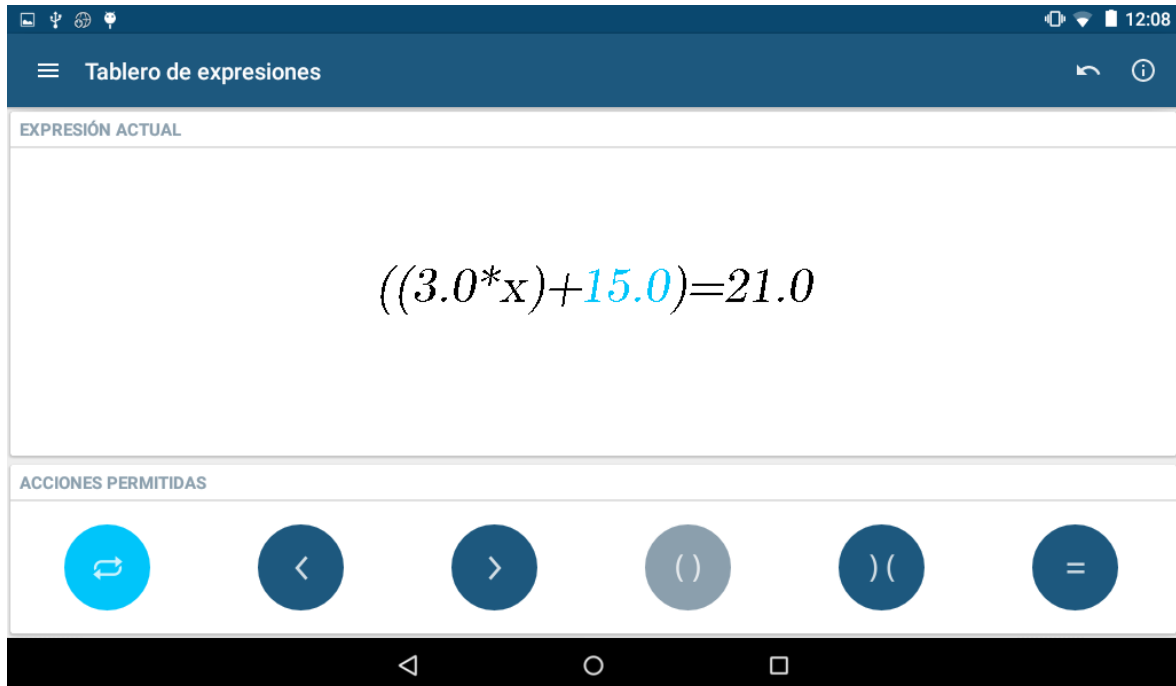 12:08
Tablero de expresiones
EXPRESIÓN ACTUAL
((3.0*x)+15.0)=21.0
ACCIONES PERMITIDAS
< > ( ) ) ( =